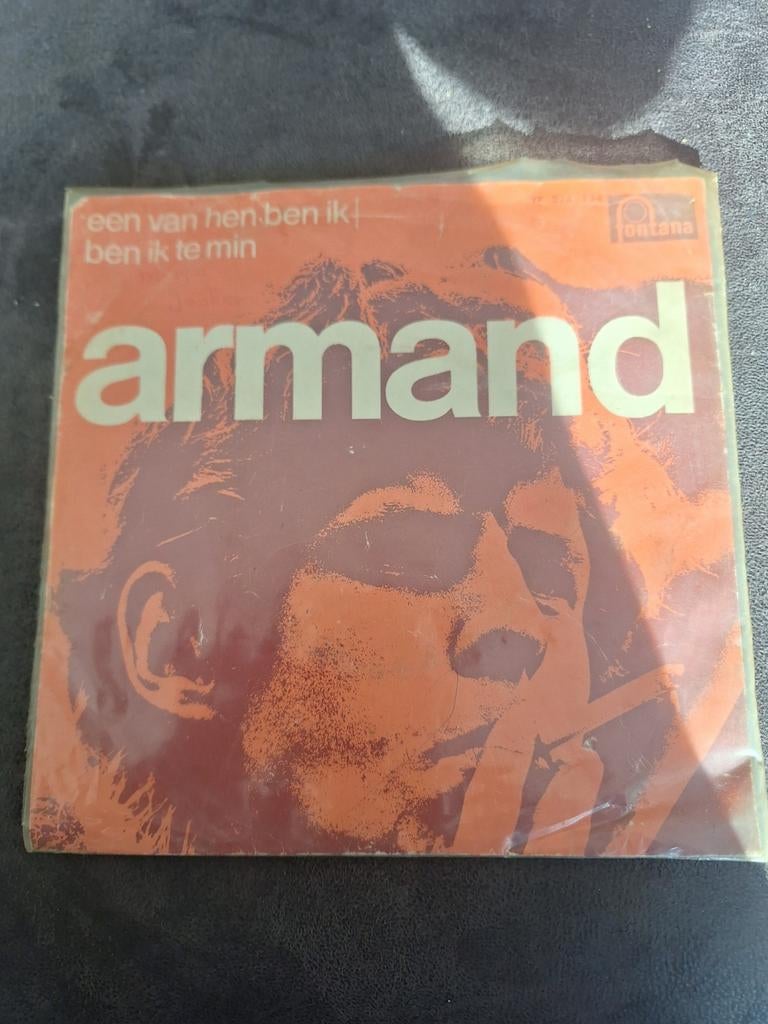 een van hen ben ik
ben ik te min
fontana
armand